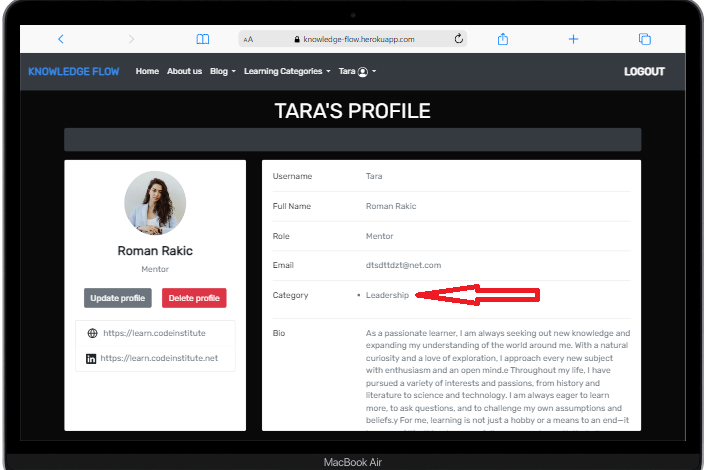 AA knowledge-flow.herokuapp.com
KNOWLEDGE FLOW Home About us Blog Learning Categories Tara LOGOUT
TARA'S PROFILE
Roman Rakic
Mentor
Update profile Delete profile
https://learn.codeinstitute
in https://learn.codeinstitute.net
Username Tara
Full Name Roman Rakic
Role Mentor
Email dtsdttdzt@net.com
Category • Leadership
Bio As a passionate learner, I am always seeking out new knowledge and
expanding my understanding of the world around me. With a natural
curiosity and a love of exploration, I approach every new subject
with enthusiasm and an open mind.e Throughout my life, I have
pursued a variety of interests and passions, from history and
literature to science and technology. I am always eager to learn
more, to ask questions, and to challenge my own assumptions and
beliefs.y For me, learning is not just a hobby or a means to an end—it
MacBook Air